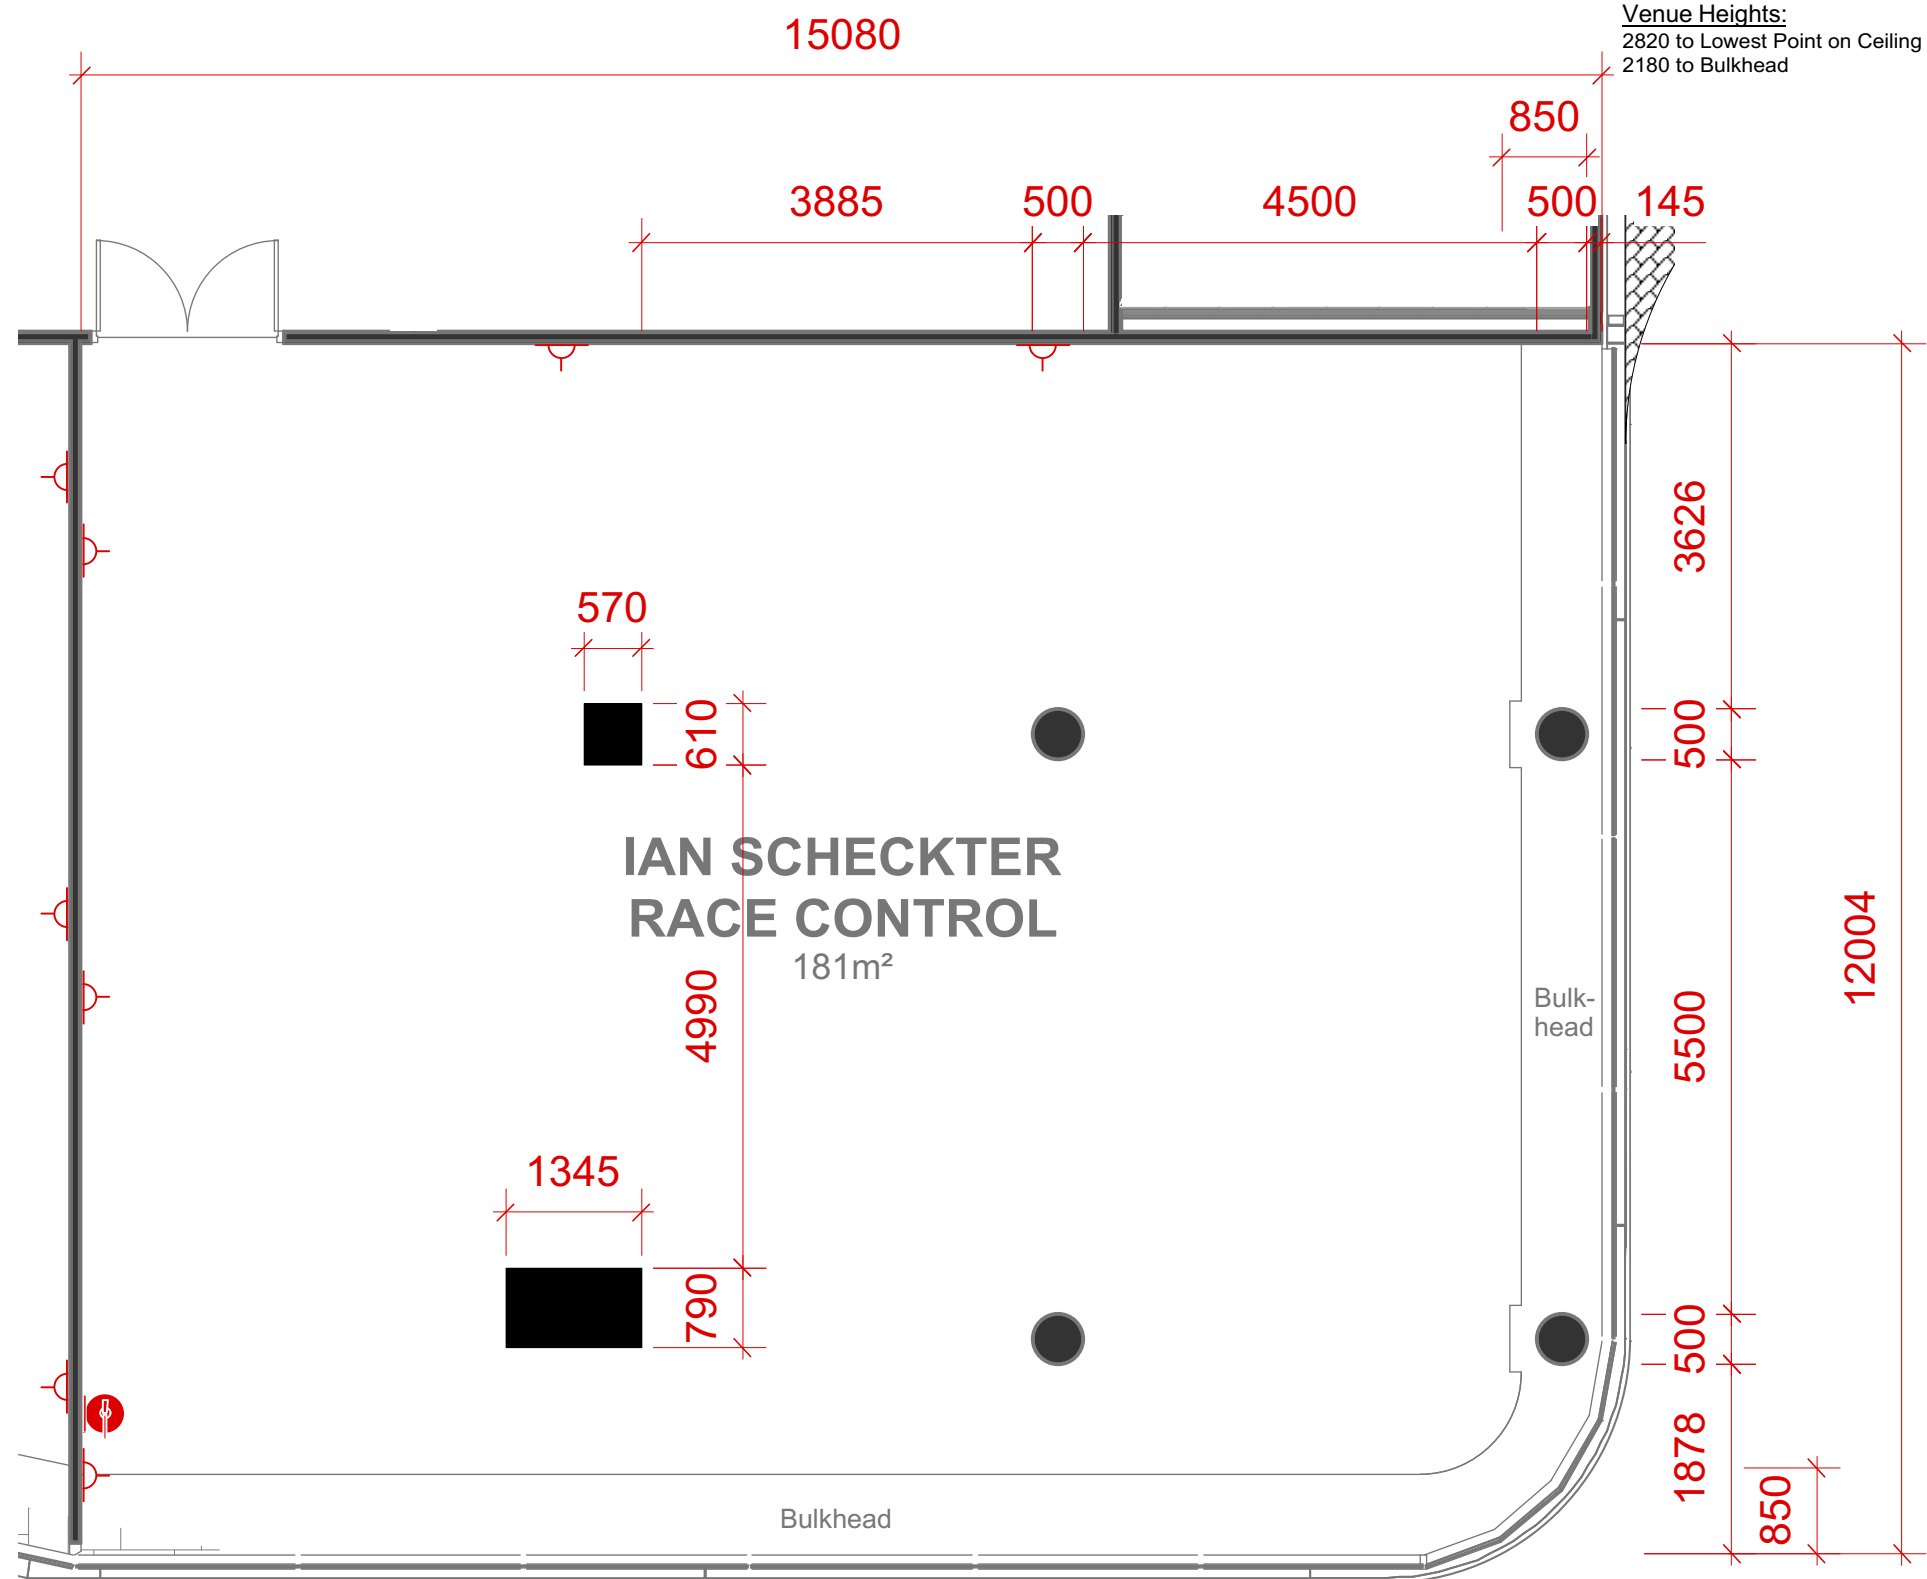 Venue Heights:
2820 to Lowest Point on Ceiling
2180 to Bulkhead
15080
850
3885
500
4500
500
145
3626
570
610
500
IAN SCHECKTER
RACE CONTROL
181m²
4990
12004
Bulk-
head
5500
1345
790
500
1878
850
Bulkhead